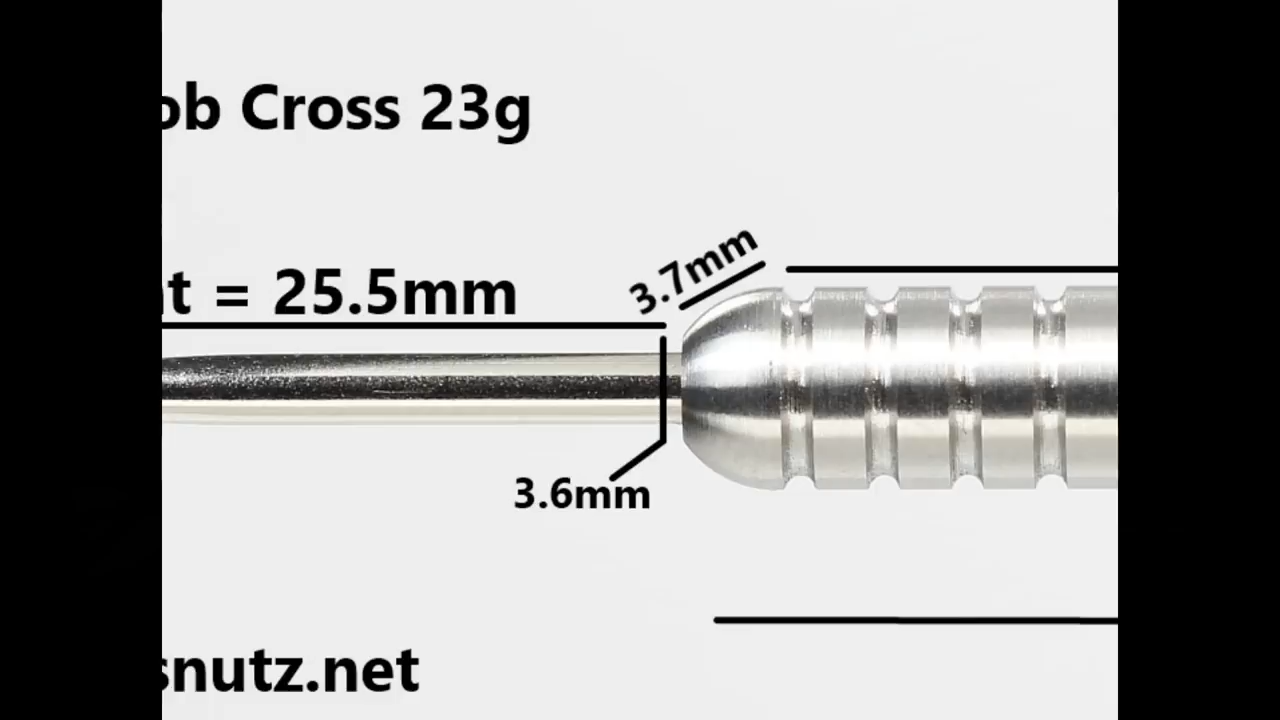 ob Cross 23g
3.7mm
nt = 25.5mm
3.6mm
snutz.net